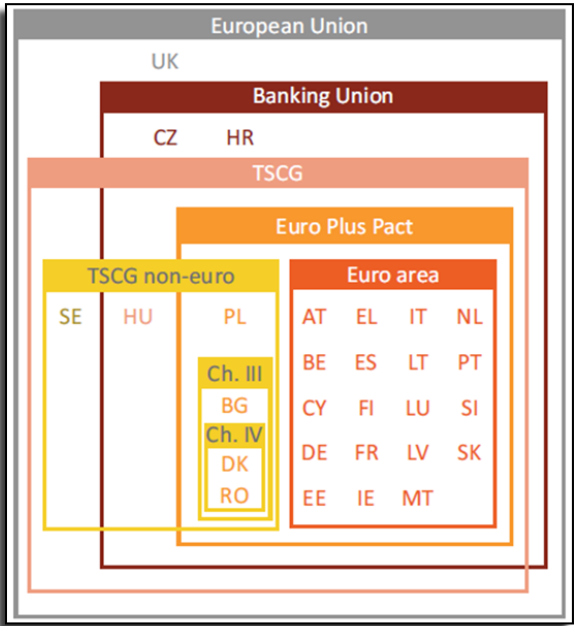 European Union
UK
Banking Union
CZ HR
TSCG
Euro Plus Pact
TSCG non-euro Euro area
SE HU PL AT EL IT NL
Ch. III BE ES LT PT
BG CY FI LU SI
Ch. IV
DK DE FR LV SK
RO EE IE MT